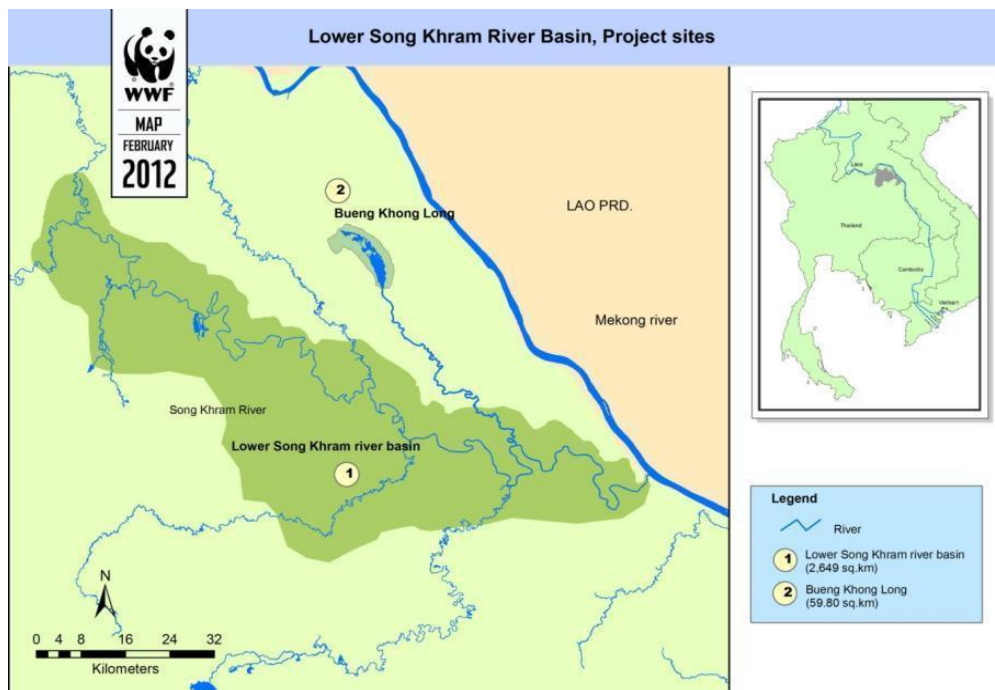 Lower Song Khram River Basin, Project sites
WWF
MAP
FEBRUARY
2012
2
Bueng Khong Long
LAO PRD.
Mekong river
Song Khram River
Lower Song Khram river basin
1
N
0 4 8 16 24 32
Kilometers
Laos
Thailand
Cambodia
Vietnam
Legend
River
1 Lower Song Khram river basin
(2,649 sq.km)
2 Bueng Khong Long
(59.80 sq.km)